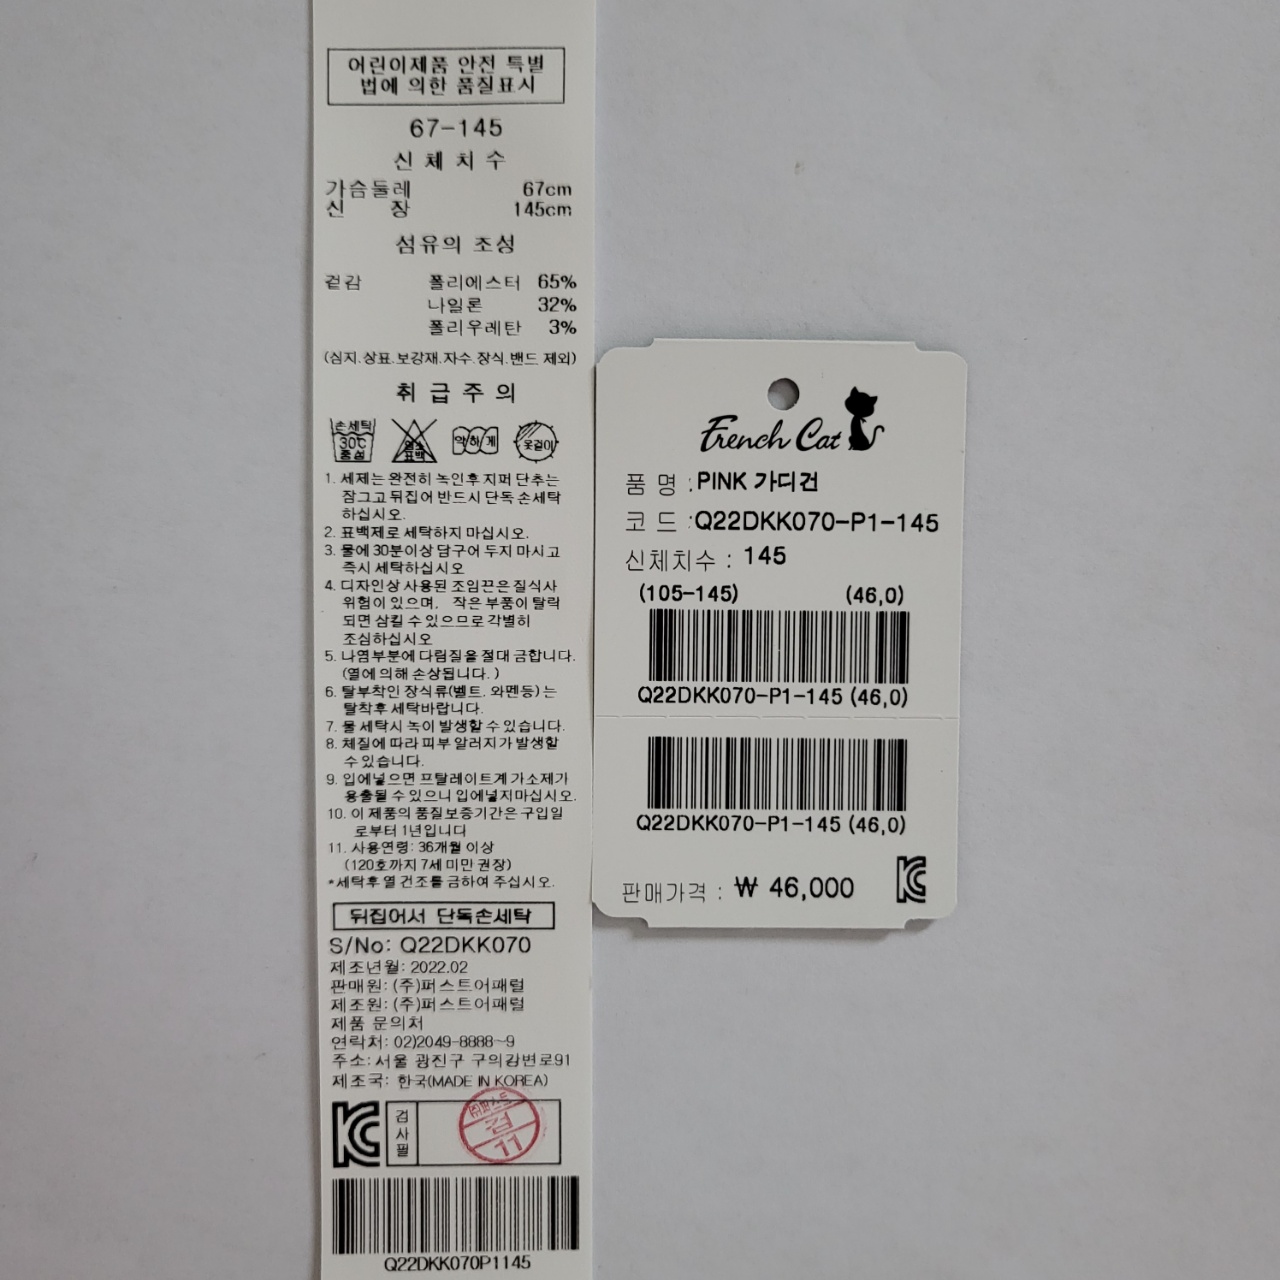 어린이제품 안전 특별
법에 의한 품질표시
67-145
신체치수
가슴둘레 67cm
신 장 145cm
섬유의 조성
겉감 폴리에스터 65%
나일론 32%
폴리우레탄 3%
(심지.상표.보강재.자수.장식.밴드 제외)
취급주의
손세탁 30℃ 중성
염소 표백
약하게
옷걸이
1. 세제는 완전히 녹인후 지퍼 단추는
잠그고 뒤집어 반드시 단독 손세탁
하십시오.
2. 표백제로 세탁하지 마십시오.
3. 물에 30분이상 담구어 두지 마시고
즉시 세탁하십시오
4. 디자인상 사용된 조임끈은 질식사
위험이 있으며, 작은 부품이 탈락
되면 삼킬 수 있으므로 각별히
조심하십시오
5. 나염부분에 다림질을 절대 금합니다.
(열에 의해 손상됩니다.)
6. 탈부착인 장식류(벨트. 와펜등)는
탈착후 세탁바랍니다.
7. 물 세탁시 녹이 발생할 수 있습니다.
8. 체질에 따라 피부 알러지가 발생할
수 있습니다.
9. 입에넣으면 프탈레이트계 가소제가
용출될 수 있으니 입에넣지마십시오.
10. 이 제품의 품질보증기간은 구입일
로부터 1년입니다
11. 사용연령: 36개월 이상
(120호까지 7세 미만 권장)
*세탁후 열 건조를 금하여 주십시오.
뒤집어서 단독손세탁
S/No: Q22DKK070
제조년월: 2022.02
판매원: (주)퍼스트어패럴
제조원: (주)퍼스트어패럴
제품 문의처
연락처: 02)2049-8888~9
주소: 서울 광진구 구의강변로91
제조국: 한국(MADE IN KOREA)
KC
검사필
(주)퍼스트
검
11
Q22DKK070P1145
French Cat
품 명 : PINK 가디건
코 드 : Q22DKK070-P1-145
신체치수 : 145
(105-145) (46,0)
Q22DKK070-P1-145 (46,0)
Q22DKK070-P1-145 (46,0)
판매가격 : ₩ 46,000
KC